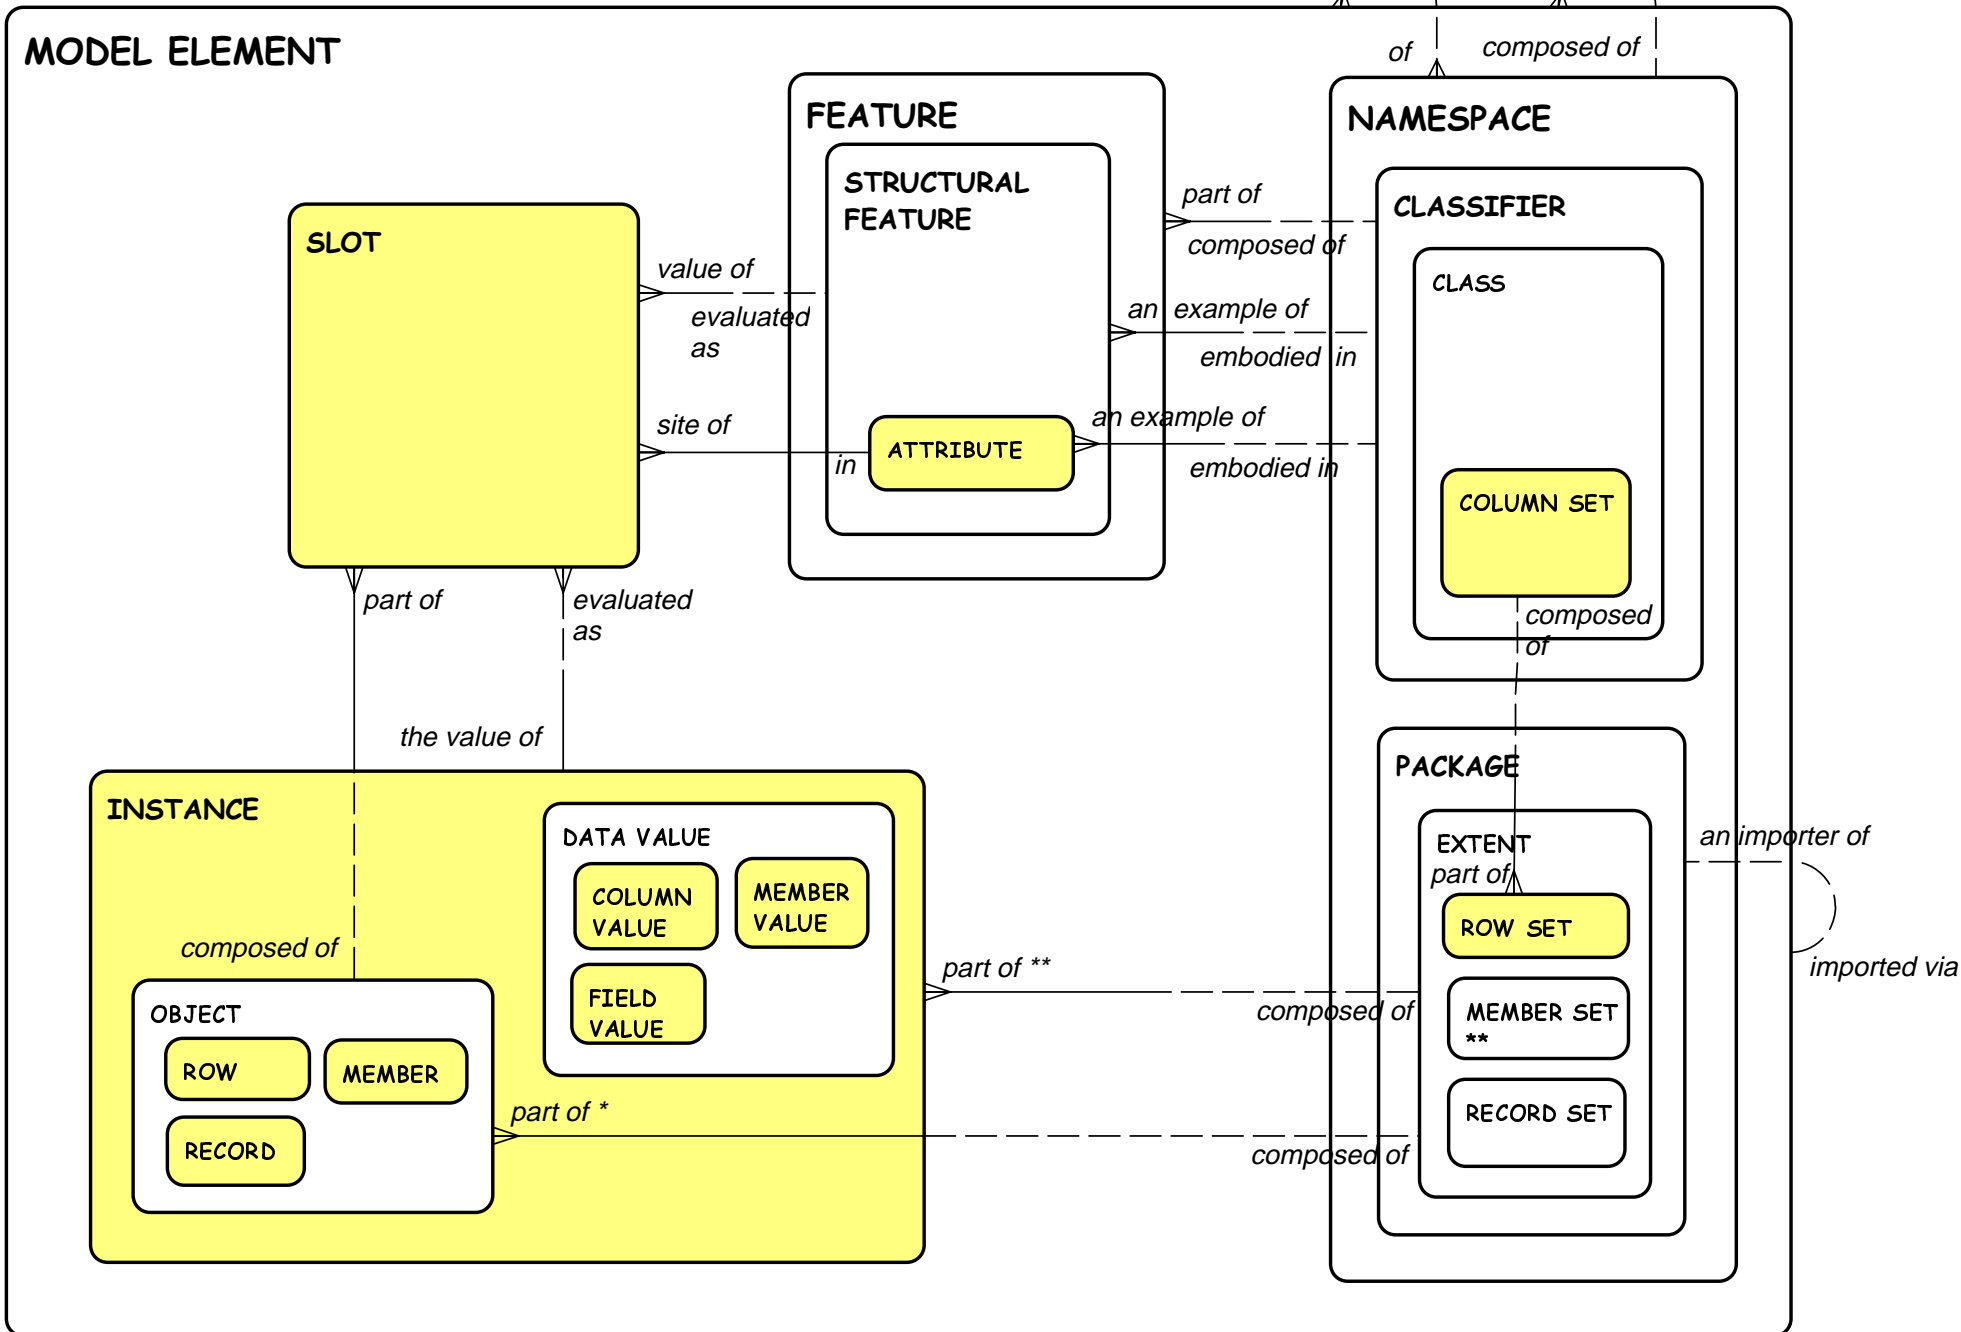 MODEL ELEMENT
of
composed of
FEATURE
NAMESPACE
STRUCTURAL
FEATURE
part of
composed of
CLASSIFIER
SLOT
value of
evaluated
as
CLASS
an example of
embodied in
site of
in
ATTRIBUTE
an example of
embodied in
COLUMN SET
part of
evaluated
as
composed
of
the value of
PACKAGE
INSTANCE
DATA VALUE
COLUMN
VALUE
MEMBER
VALUE
FIELD
VALUE
EXTENT
part of
an importer of
imported via
ROW SET
composed of
part of **
composed of
MEMBER SET
**
OBJECT
ROW
MEMBER
RECORD
part of *
composed of
RECORD SET